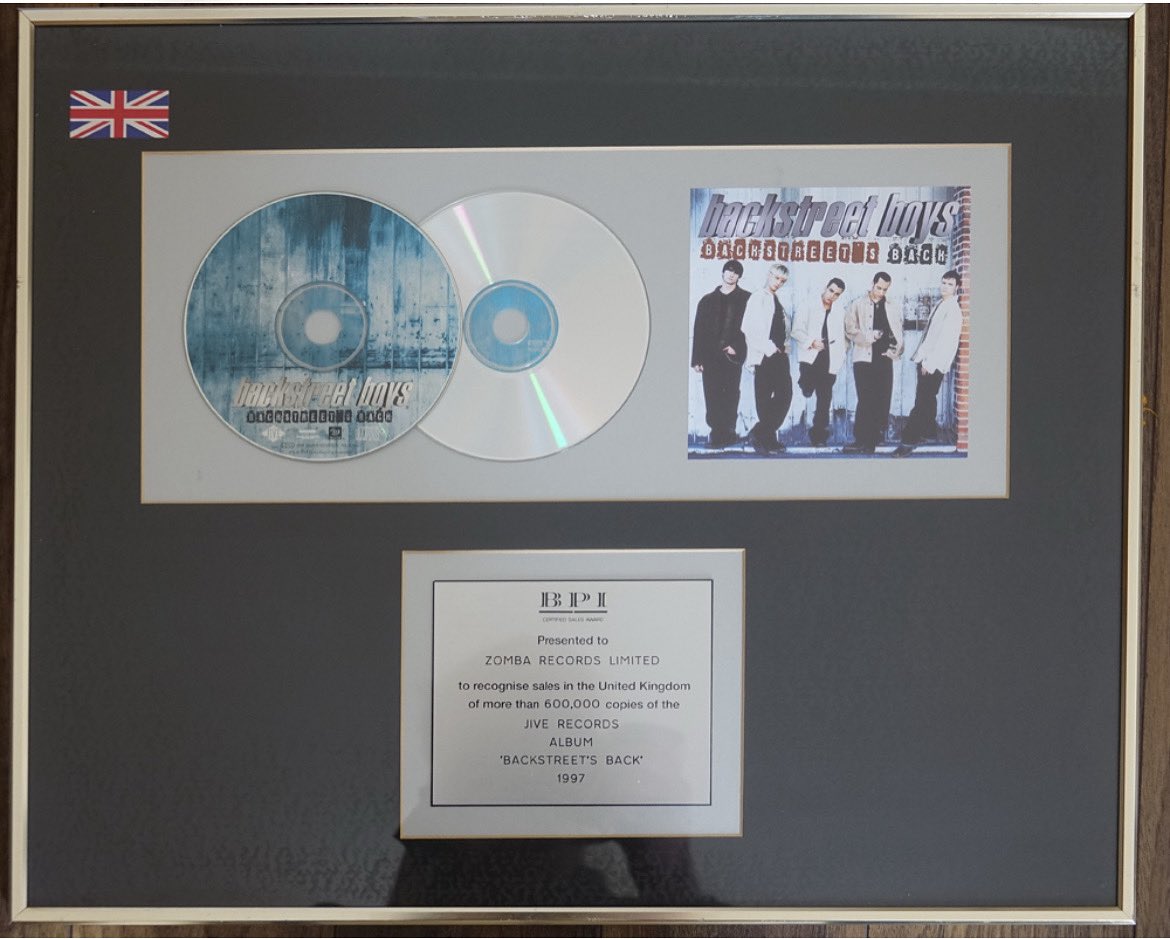 backstreet boys
BACKSTREET'S BACK
backstreet boys
BACKSTREET'S BACK
BPI
CERTIFIED SALES AWARD
Presented to
ZOMBA RECORDS LIMITED
to recognise sales in the United Kingdom
of more than 600,000 copies of the
JIVE RECORDS
ALBUM
'BACKSTREET'S BACK'
1997